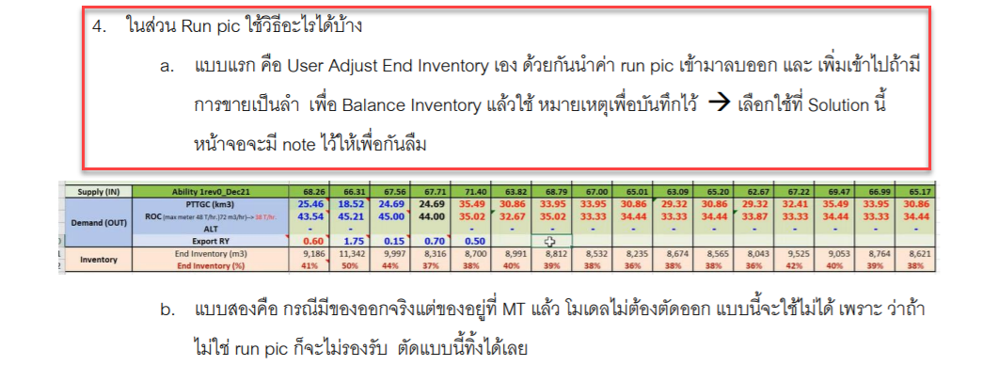 4. ในส่วน Run pic ใช้วิธีอะไรได้บ้าง
a. แบบแรก คือ User Adjust End Inventory เอง ด้วยกันนำค่า run pic เข้ามาลบออก และ เพิ่มเข้าไปถ้ามี
การขายเป็นลำ เพื่อ Balance Inventory แล้วใช้ หมายเหตุเพื่อบันทึกไว้ → เลือกใช้ที่ Solution นี้
หน้าจอจะมี note ไว้ให้เพื่อกันลืม
Supply (IN) Ability 1rev0_Dec21 68.26 66.31 67.56 67.71 71.40 63.82 68.79 67.00 65.01 63.09 65.20 62.67 67.22 69.47 66.99 65.17
Demand (OUT) PTTGC (km3) 25.46 18.52 24.69 24.69 35.49 30.86 33.95 33.95 30.86 29.32 30.86 29.32 32.41 35.49 33.95 30.86
ROC (max meter 48 T/hr.)72 m3/hr)--> 38 T/hr. 43.54 45.21 45.00 44.00 35.02 32.67 35.02 33.33 34.44 33.33 34.44 33.87 33.33 34.44 33.33 34.44
ALT - - - - - - - - - - - - - - - -
Export RY 0.60 1.75 0.15 0.70 0.50
Inventory End Inventory (m3) 9,186 11,342 9,997 8,316 8,700 8,991 8,812 8,532 8,235 8,674 8,565 8,043 9,525 9,053 8,764 8,621
End Inventory (%) 41% 50% 44% 37% 38% 40% 39% 38% 36% 38% 38% 36% 42% 40% 39% 38%
b. แบบสองคือ กรณีมีของออกจริงแต่ของอยู่ที่ MT แล้ว โมเดลไม่ต้องตัดออก แบบนี้จะใช้ไม่ได้ เพราะ ว่าถ้า
ไม่ใช่ run pic ก็จะไม่รองรับ ตัดแบบนี้ทิ้งได้เลย